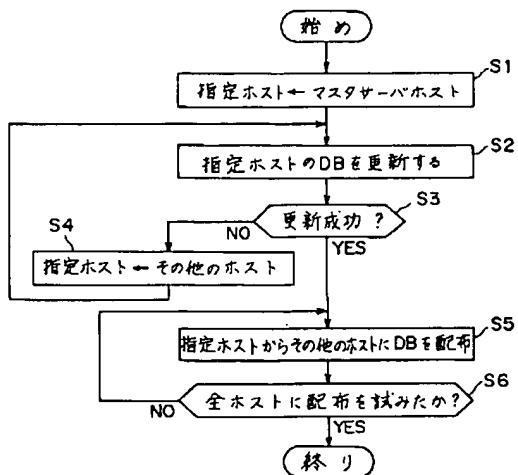 始め
S1
指定ホスト←マスタサーバホスト
S2
指定ホストのDBを更新する
S3
更新成功?
NO
YES
S4
指定ホスト←その他のホスト
S5
指定ホストからその他のホストにDBを配布
S6
全ホストに配布を試みたか?
NO
YES
終り